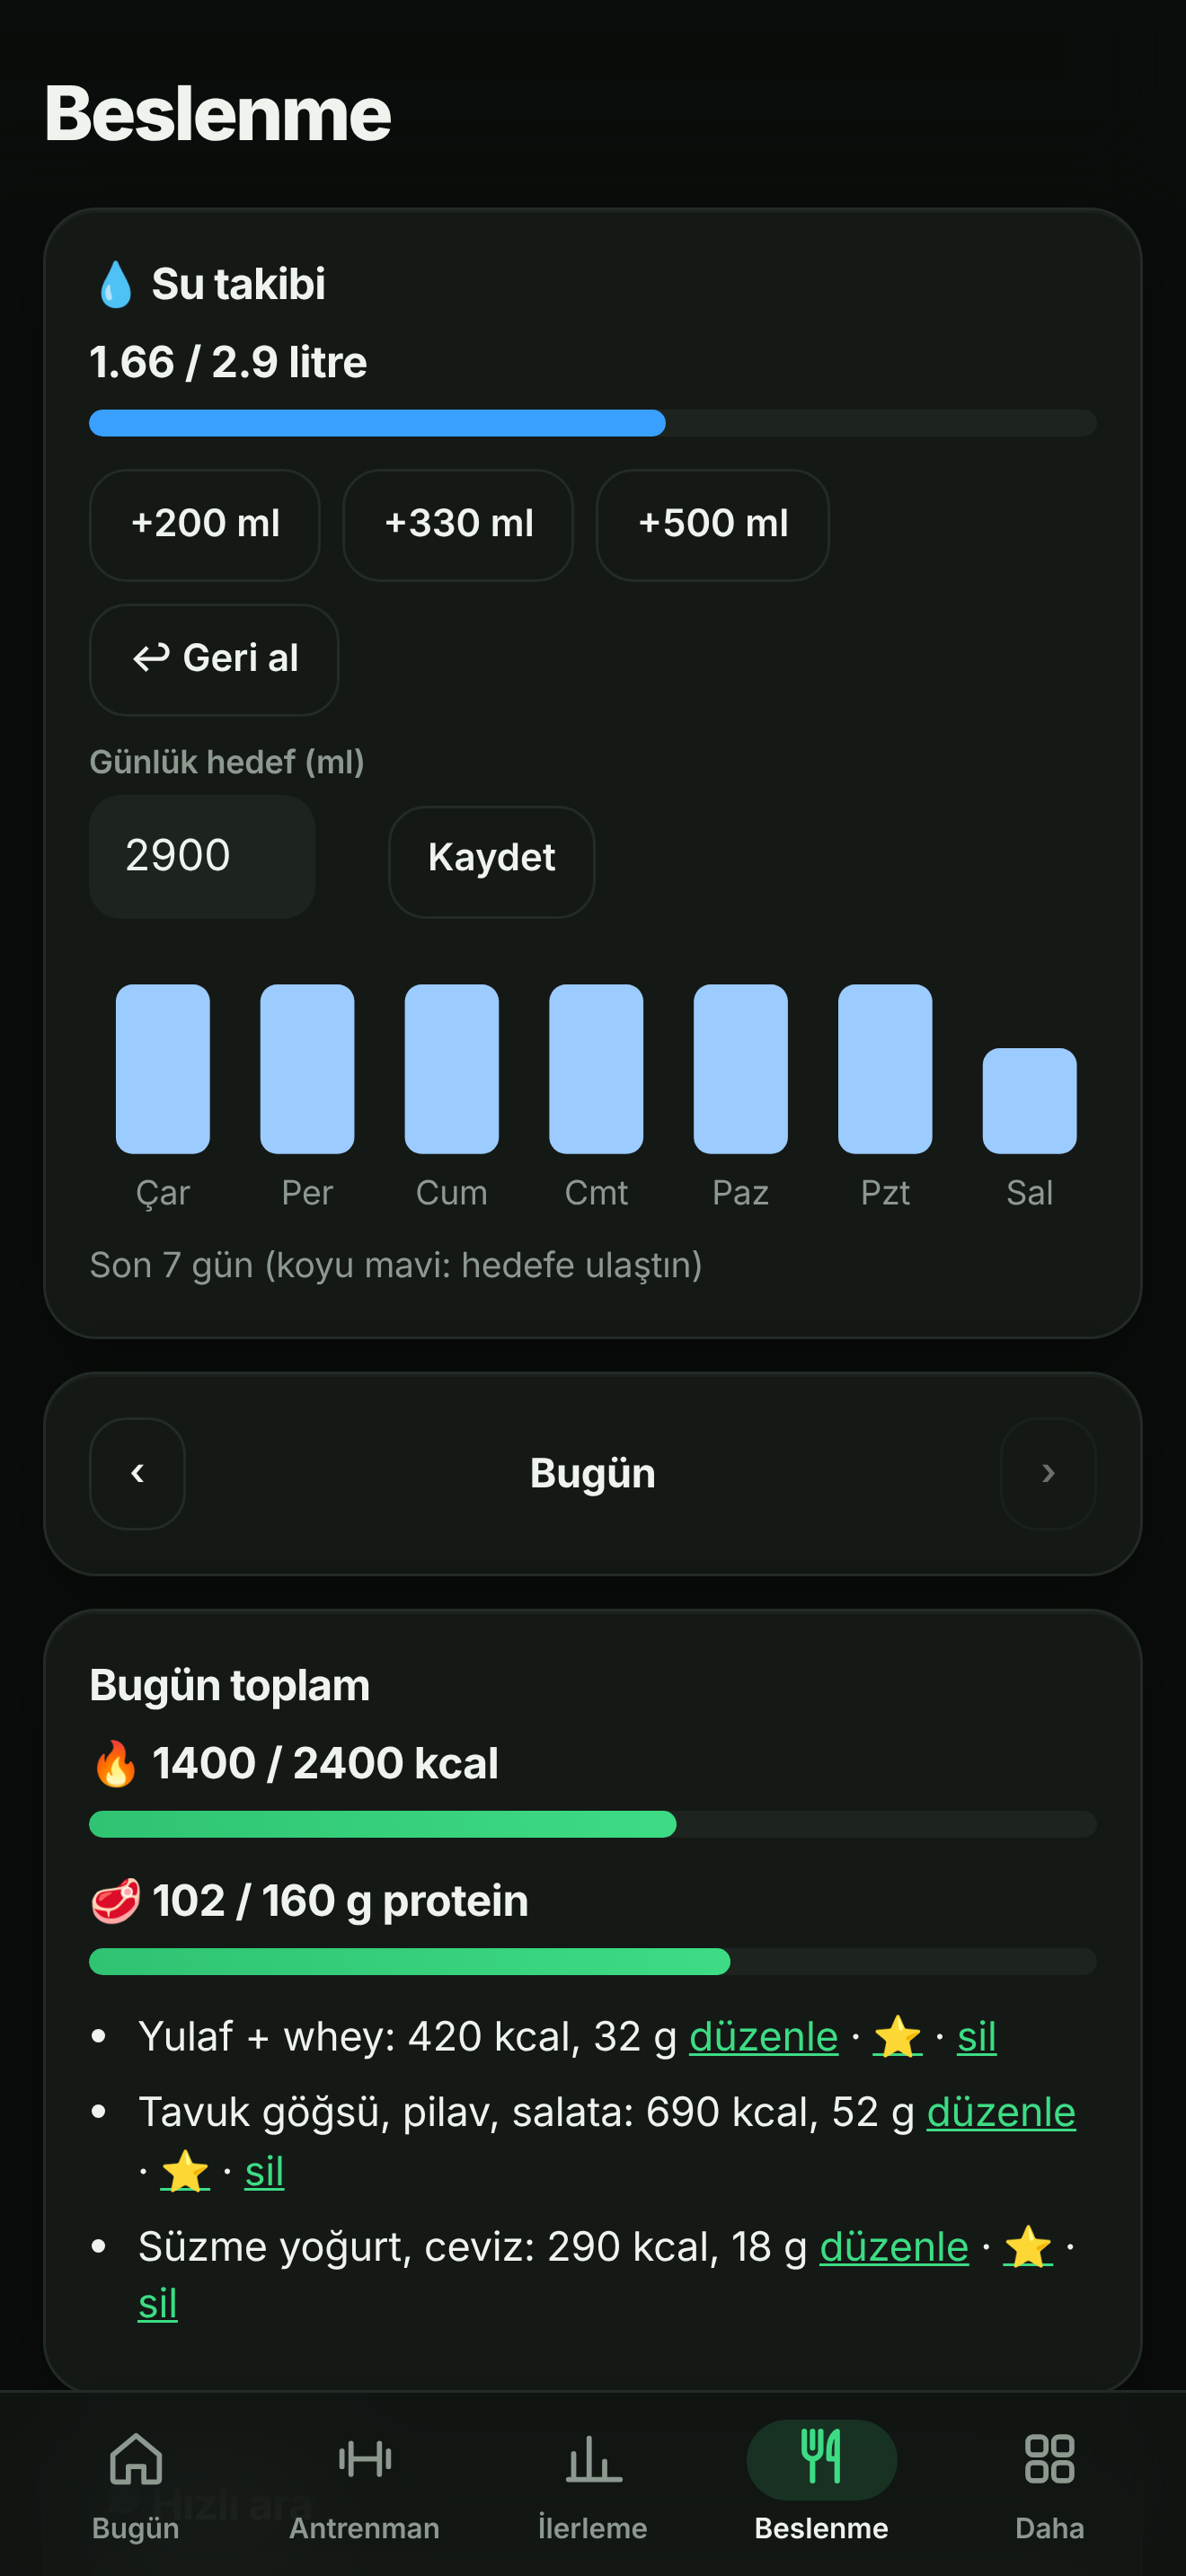 Beslenme
💧 Su takibi
1.66 / 2.9 litre
+200 ml
+330 ml
+500 ml
↩ Geri al
Günlük hedef (ml)
2900
Kaydet
Çar Per Cum Cmt Paz Pzt Sal
Son 7 gün (koyu mavi: hedefe ulaştın)
‹ Bugün ›
Bugün toplam
🔥 1400 / 2400 kcal
🥩 102 / 160 g protein
• Yulaf + whey: 420 kcal, 32 g düzenle · ⭐ · sil
• Tavuk göğsü, pilav, salata: 690 kcal, 52 g düzenle
· ⭐ · sil
• Süzme yoğurt, ceviz: 290 kcal, 18 g düzenle · ⭐ ·
sil
Hızlı ara
Bugün Antrenman İlerleme Beslenme Daha